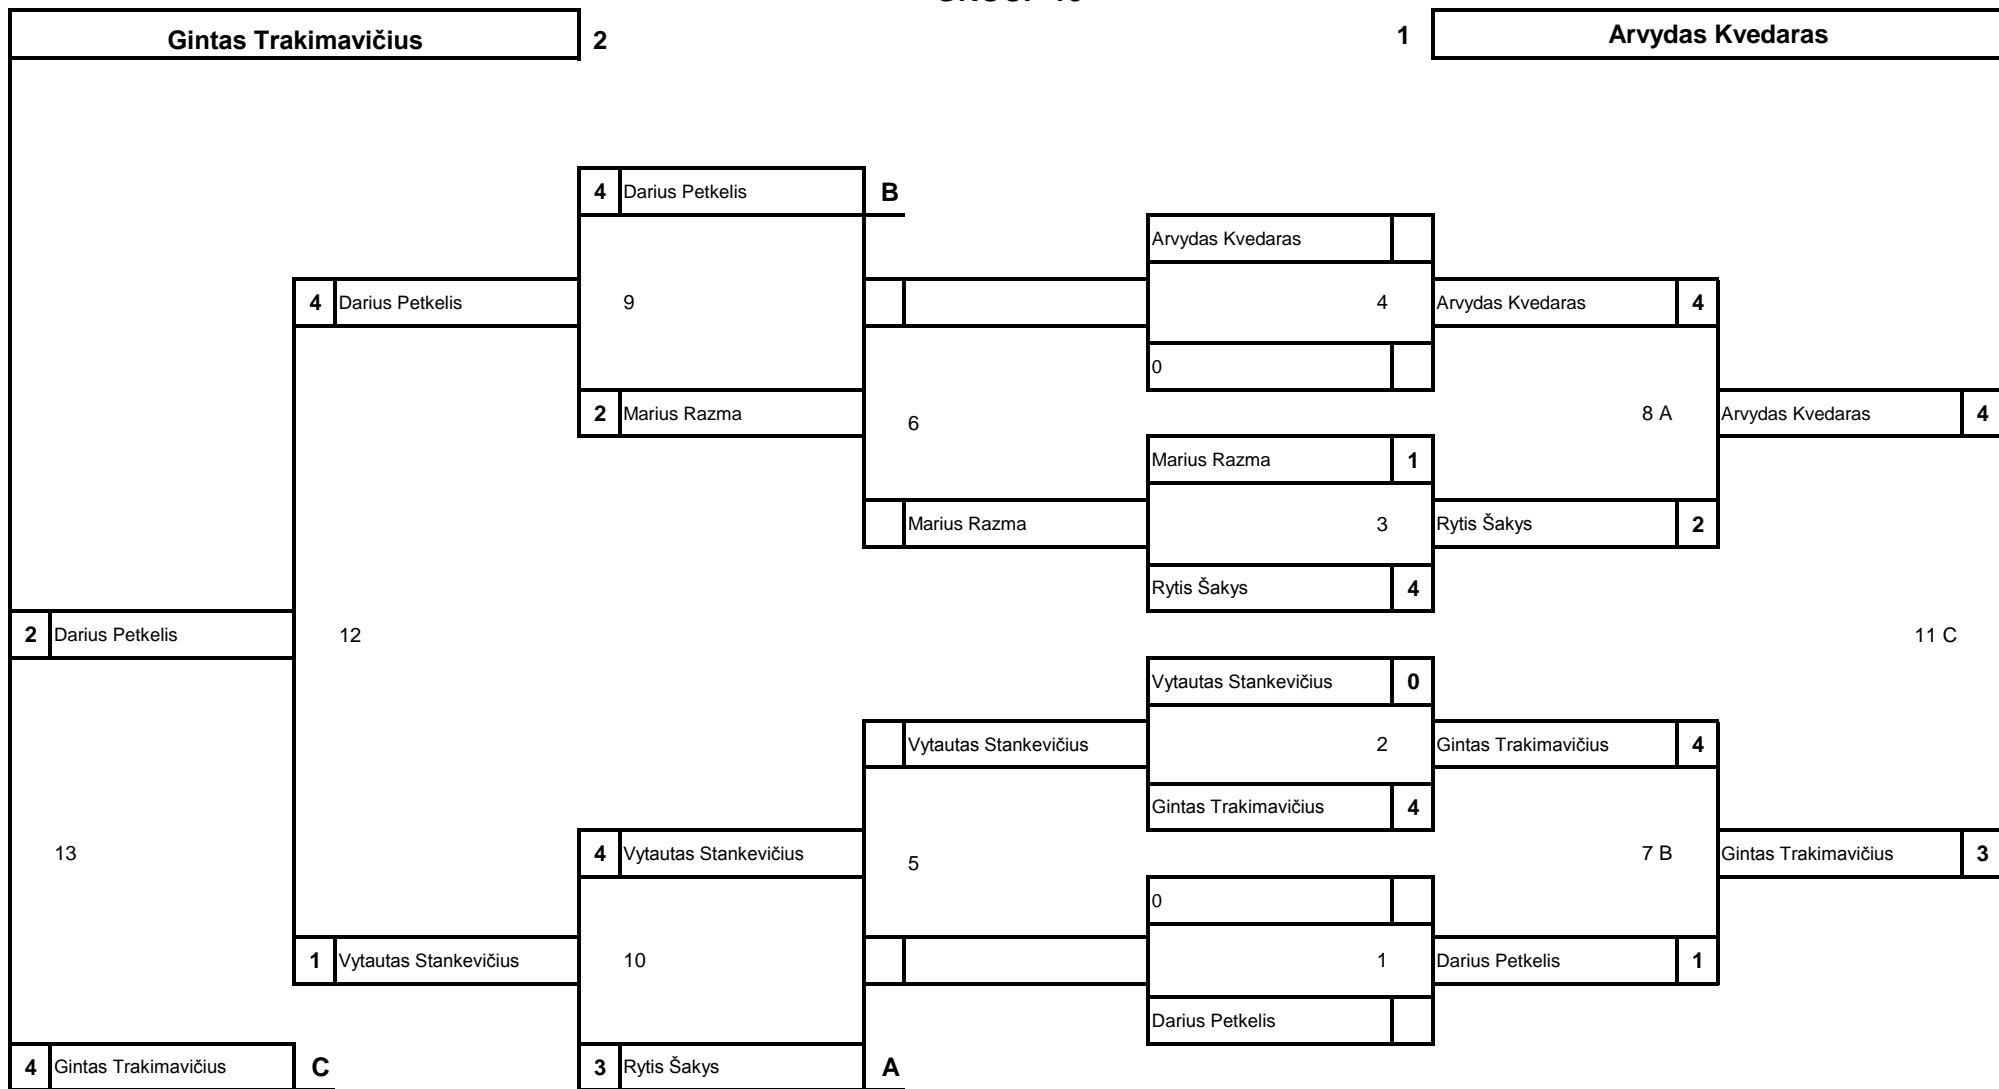 Gintas Trakimavičius 2 1 Arvydas Kvedaras
4 Darius Petkelis B
Arvydas Kvedaras
4 Darius Petkelis 9 4 Arvydas Kvedaras 4
0
2 Marius Razma 6 8 A Arvydas Kvedaras 4
Marius Razma 1
Marius Razma 3 Rytis Šakys 2
Rytis Šakys 4
2 Darius Petkelis 12 11 C
Vytautas Stankevičius 0
Vytautas Stankevičius 2 Gintas Trakimavičius 4
Gintas Trakimavičius 4
13 4 Vytautas Stankevičius 5 7 B Gintas Trakimavičius 3
0
1 Vytautas Stankevičius 10 1 Darius Petkelis 1
Darius Petkelis
4 Gintas Trakimavičius C 3 Rytis Šakys A